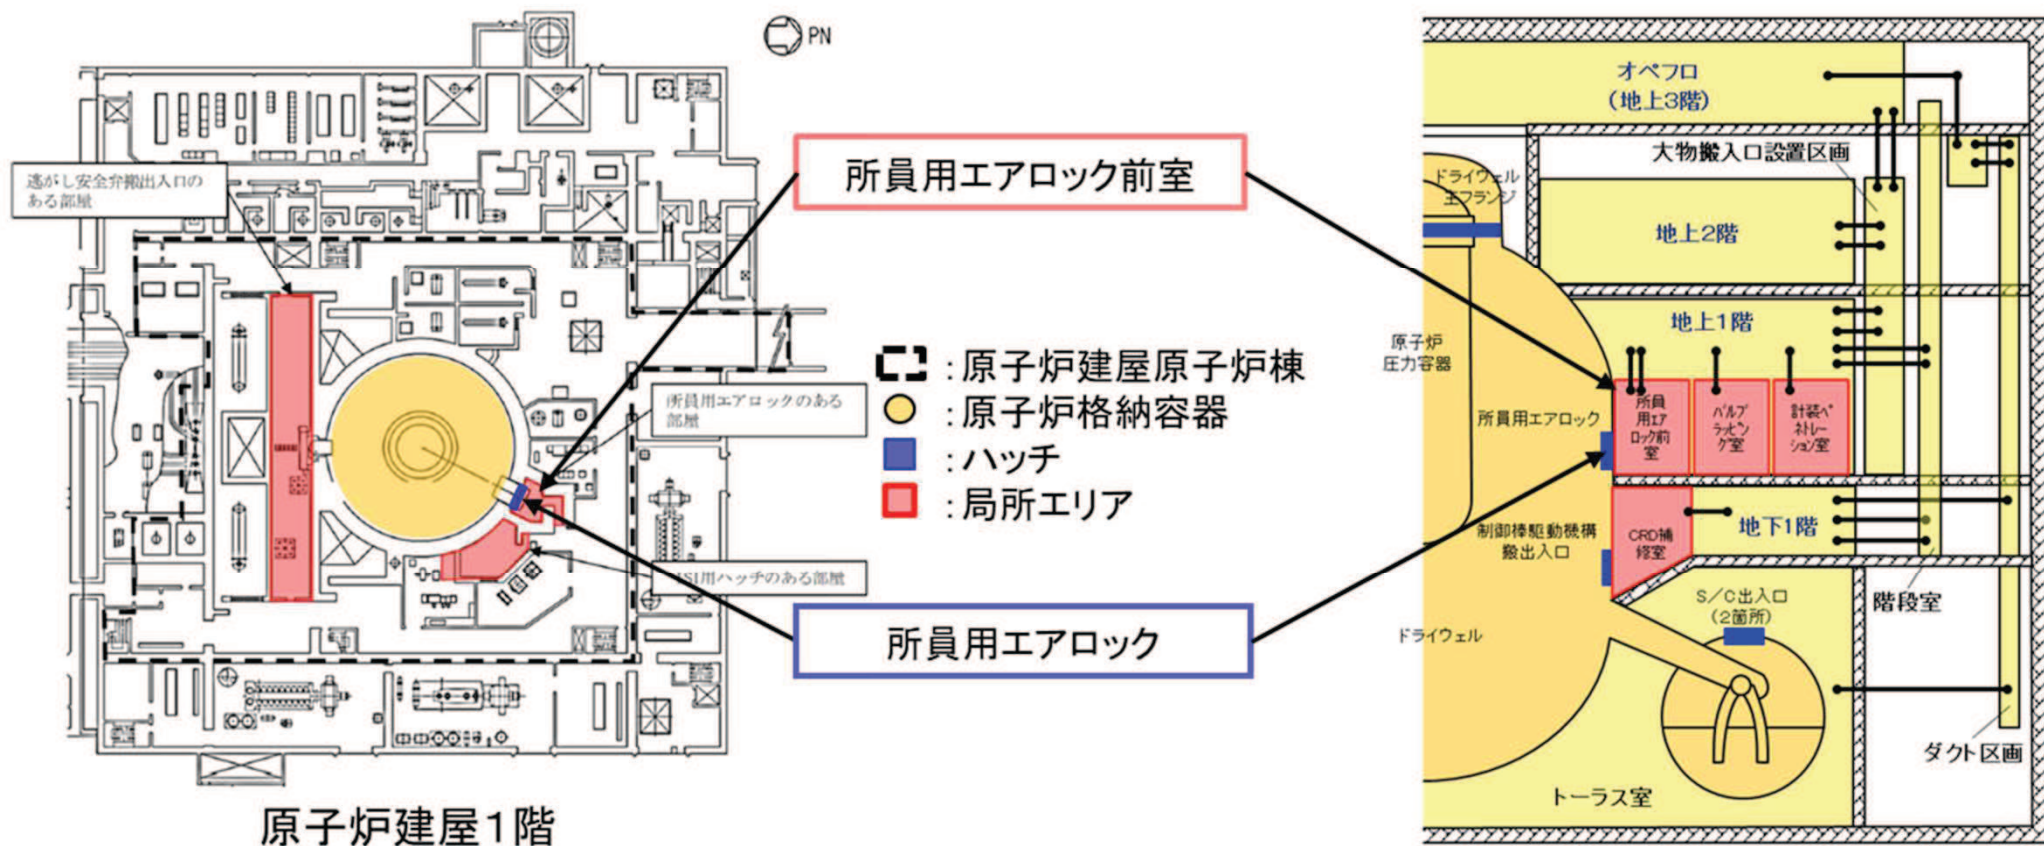 PN
逃がし安全弁搬出入口の
ある部屋
所員用エアロック前室
所員用エアロックのある
部屋
:原子炉建屋原子炉棟
:原子炉格納容器
:ハッチ
:局所エリア
ISI用ハッチのある部屋
所員用エアロック
原子炉建屋1階
オペフロ
(地上3階)
大物搬入口設置区画
ドライウェル
主フランジ
地上2階
地上1階
原子炉
圧力容器
所員用エアロック
所員
用エア
ロック前
室
バルブ
ラッピン
グ室
計装ペ
ネトレー
ション室
制御棒駆動機構
搬出入口
CRD補
修室
地下1階
S/C出入口
(2箇所)
階段室
ドライウェル
ダクト区画
トーラス室